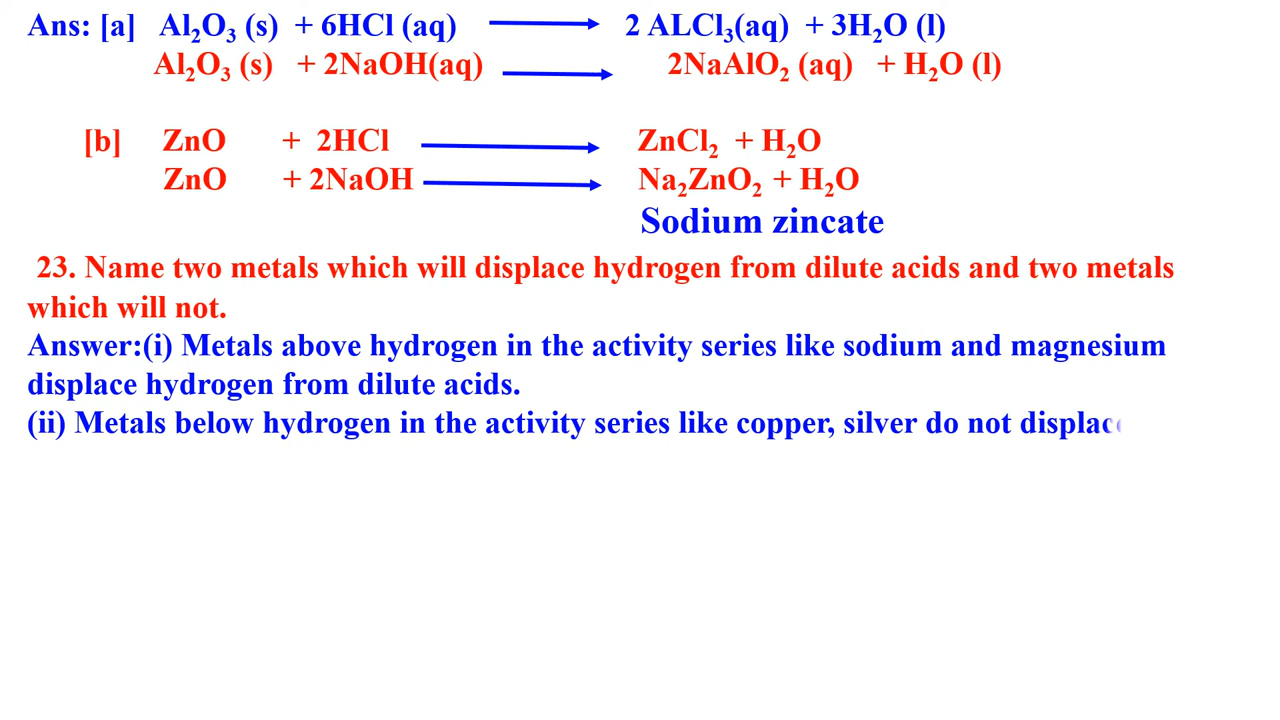 Ans: [a] Al₂O₃ (s) + 6HCl (aq) ⟶ 2 ALCl₃(aq) + 3H₂O (l)
Al₂O₃ (s) + 2NaOH(aq) ⟶ 2NaAlO₂ (aq) + H₂O (l)
[b] ZnO + 2HCl ⟶ ZnCl₂ + H₂O
ZnO + 2NaOH ⟶ Na₂ZnO₂ + H₂O
Sodium zincate
23. Name two metals which will displace hydrogen from dilute acids and two metals
which will not.
Answer:(i) Metals above hydrogen in the activity series like sodium and magnesium
displace hydrogen from dilute acids.
(ii) Metals below hydrogen in the activity series like copper, silver do not displace